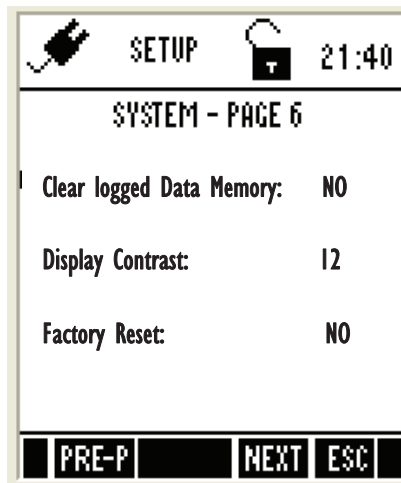 SETUP 21:40
SYSTEM - PAGE 6
Clear logged Data Memory: NO
Display Contrast: 12
Factory Reset: NO
PRE-P NEXT ESC